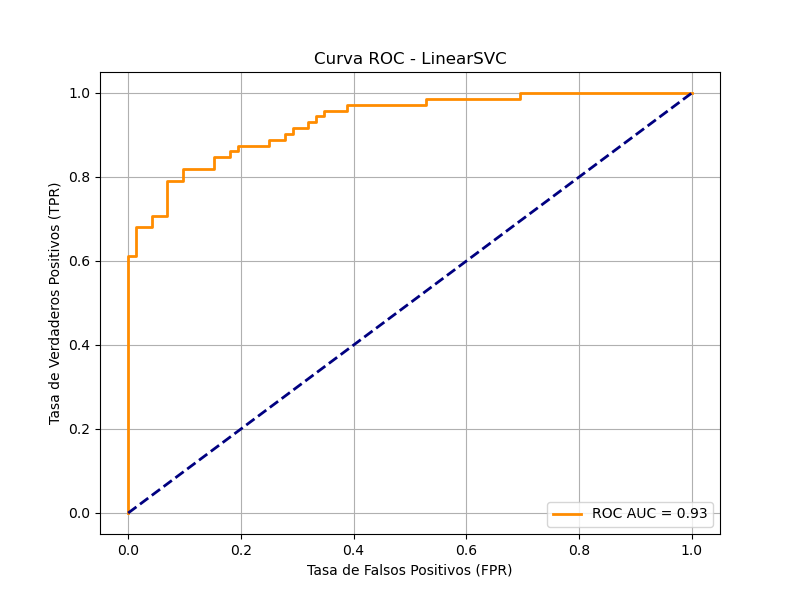 Curva ROC - LinearSVC
Tasa de Verdaderos Positivos (TPR)
1.0
0.8
0.6
0.4
0.2
0.0
ROC AUC = 0.93
0.0 0.2 0.4 0.6 0.8 1.0
Tasa de Falsos Positivos (FPR)